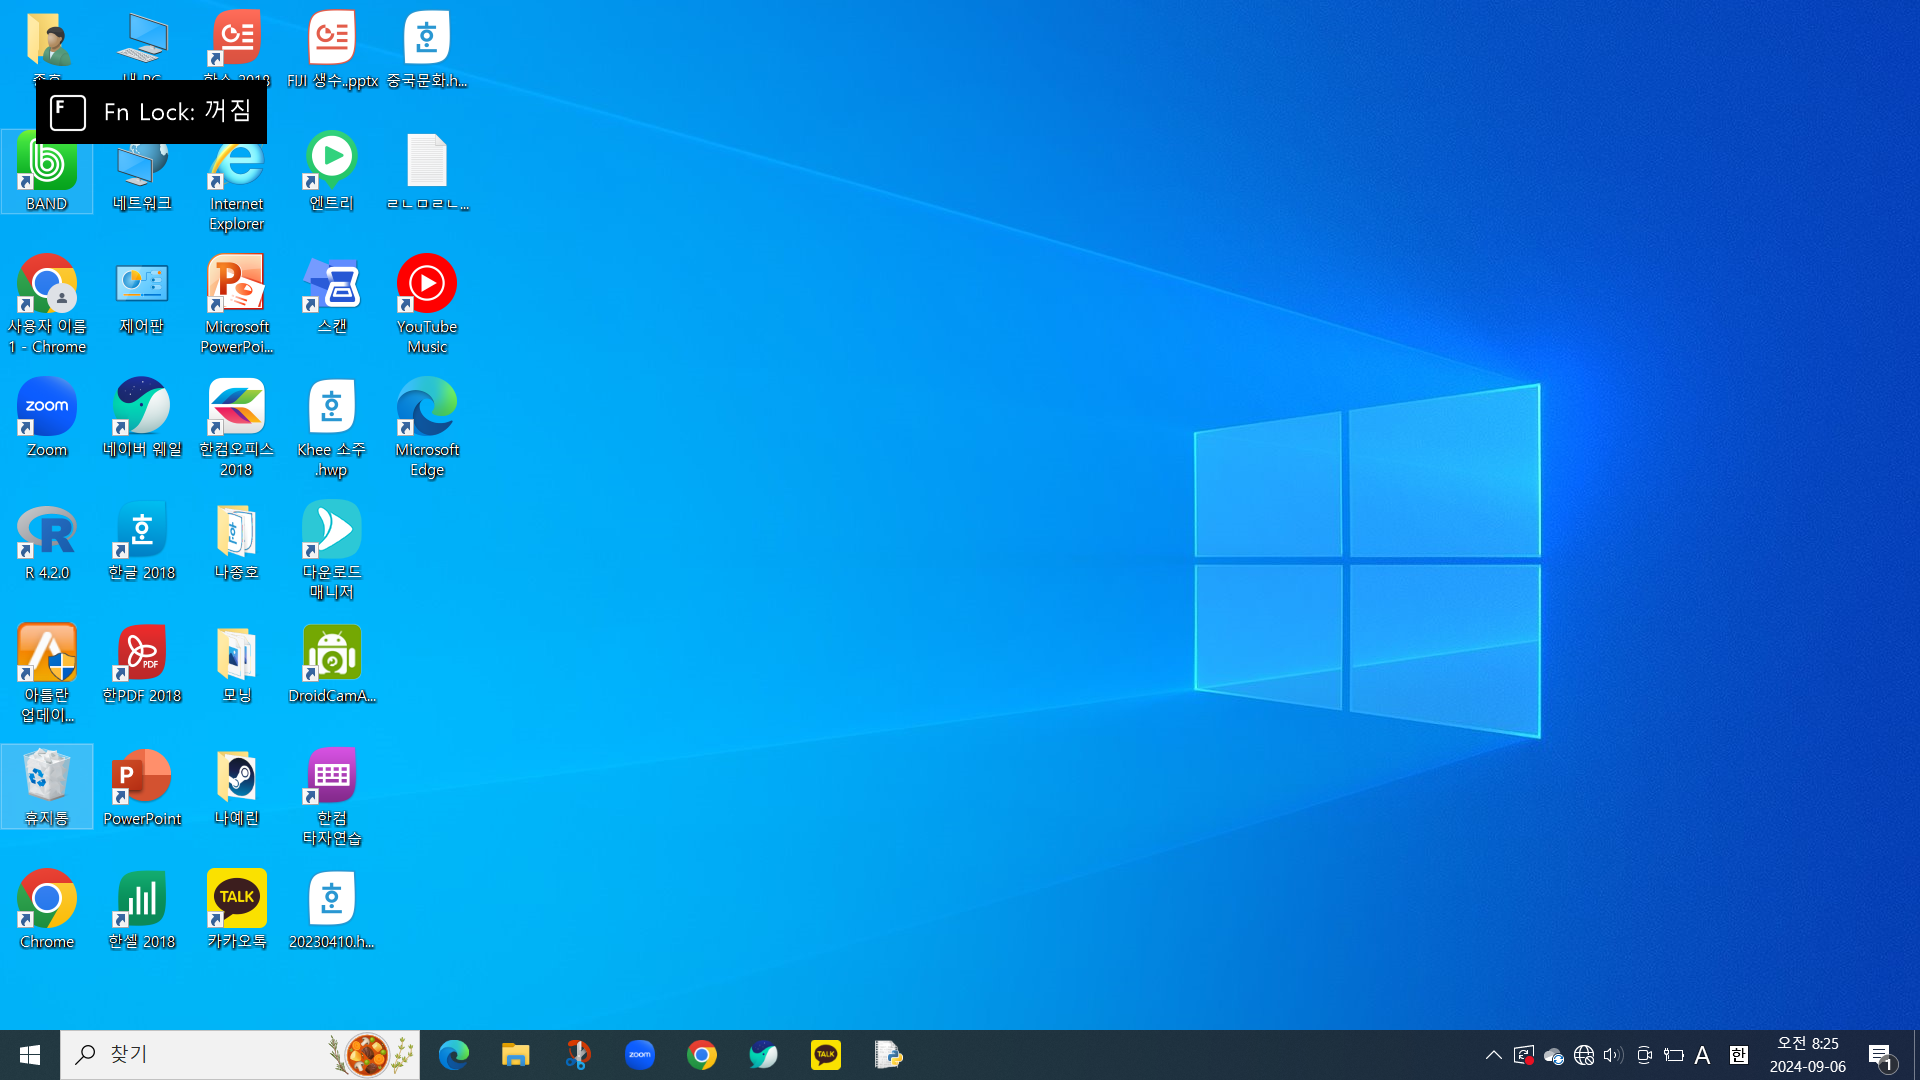 Fn Lock: 꺼짐
FIJI 생수..pptx
중국문화.h...
BAND
네트워크
Internet
Explorer
엔트리
ㄹㄴㅁㄹㄴ...
사용자 이름
1 - Chrome
제어판
Microsoft
PowerPoi...
스캔
YouTube
Music
zoom
Zoom
네이버 웨일
한컴오피스
2018
Khee 소주
.hwp
Microsoft
Edge
R 4.2.0
한글 2018
나종호
다운로드
매니저
아틀란
업데이...
PDF
한PDF 2018
모닝
DroidCamA...
휴지통
PowerPoint
나예린
한컴
타자연습
Chrome
한셀 2018
TALK
카카오톡
20230410.h...
찾기
zoom
TALK
A
한
오전 8:25
2024-09-06
1